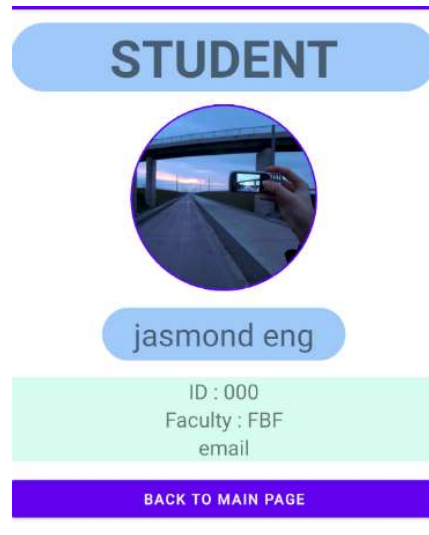 STUDENT
jasmond eng
ID : 000
Faculty : FBF
email
BACK TO MAIN PAGE